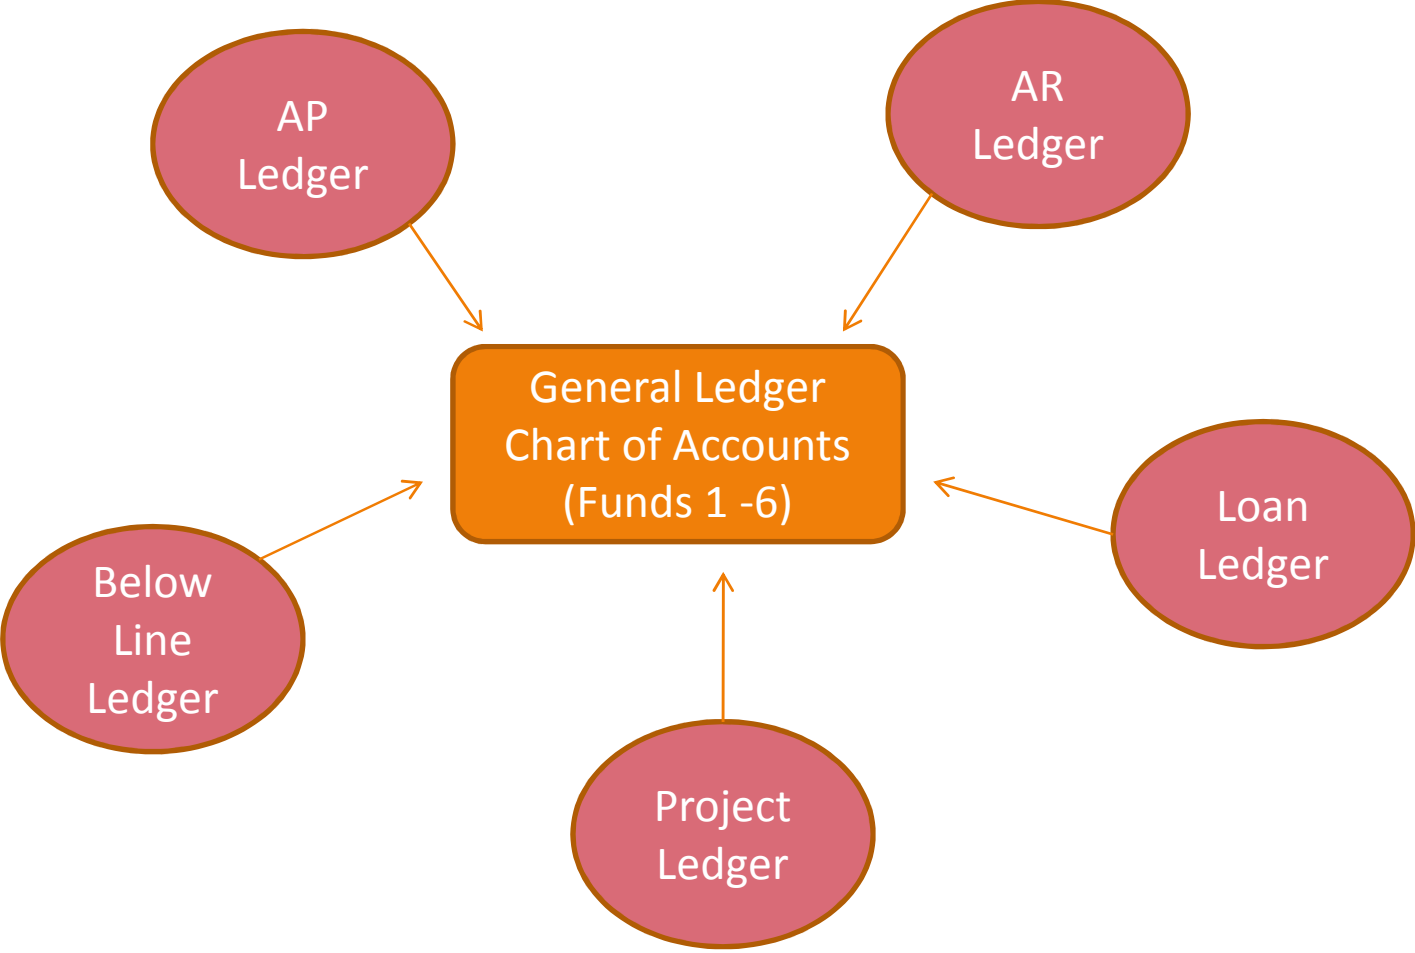 AP
Ledger
AR
Ledger
General Ledger
Chart of Accounts
(Funds 1 -6)
Loan
Ledger
Below
Line
Ledger
Project
Ledger